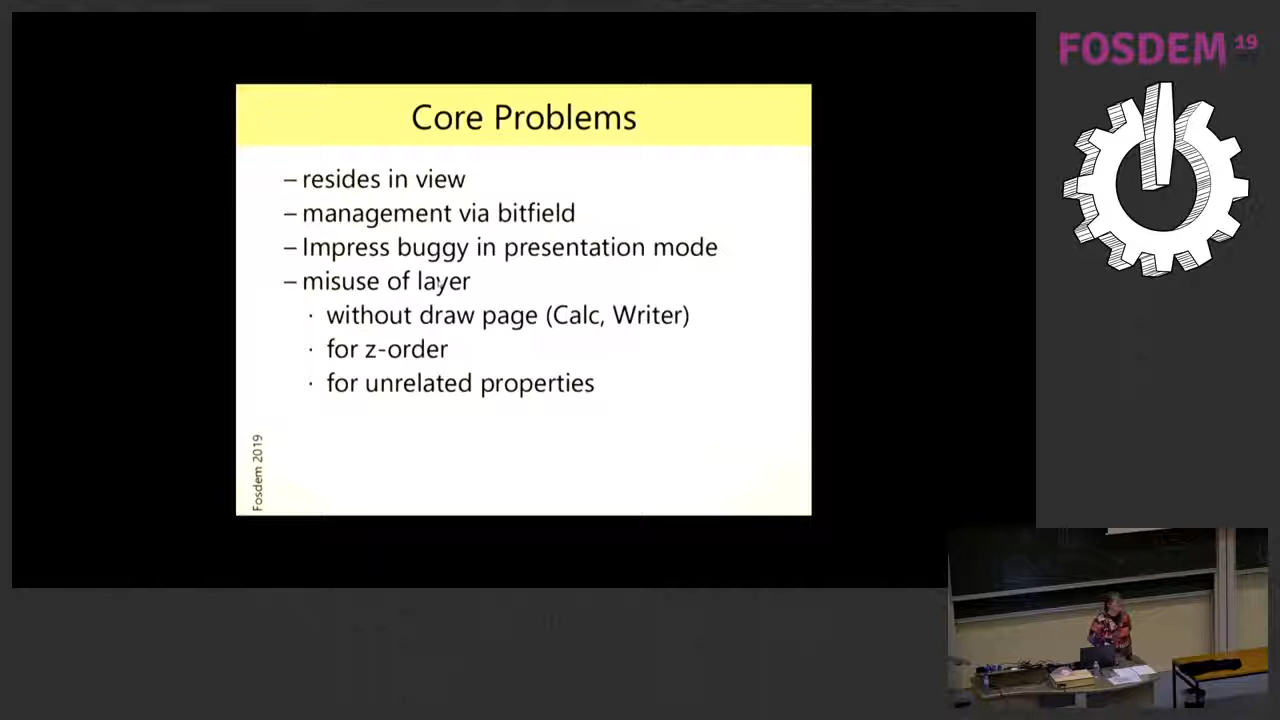 FOSDEM 19
Core Problems
– resides in view
– management via bitfield
– Impress buggy in presentation mode
– misuse of layer
· without draw page (Calc, Writer)
· for z-order
· for unrelated properties
Fosdem 2019